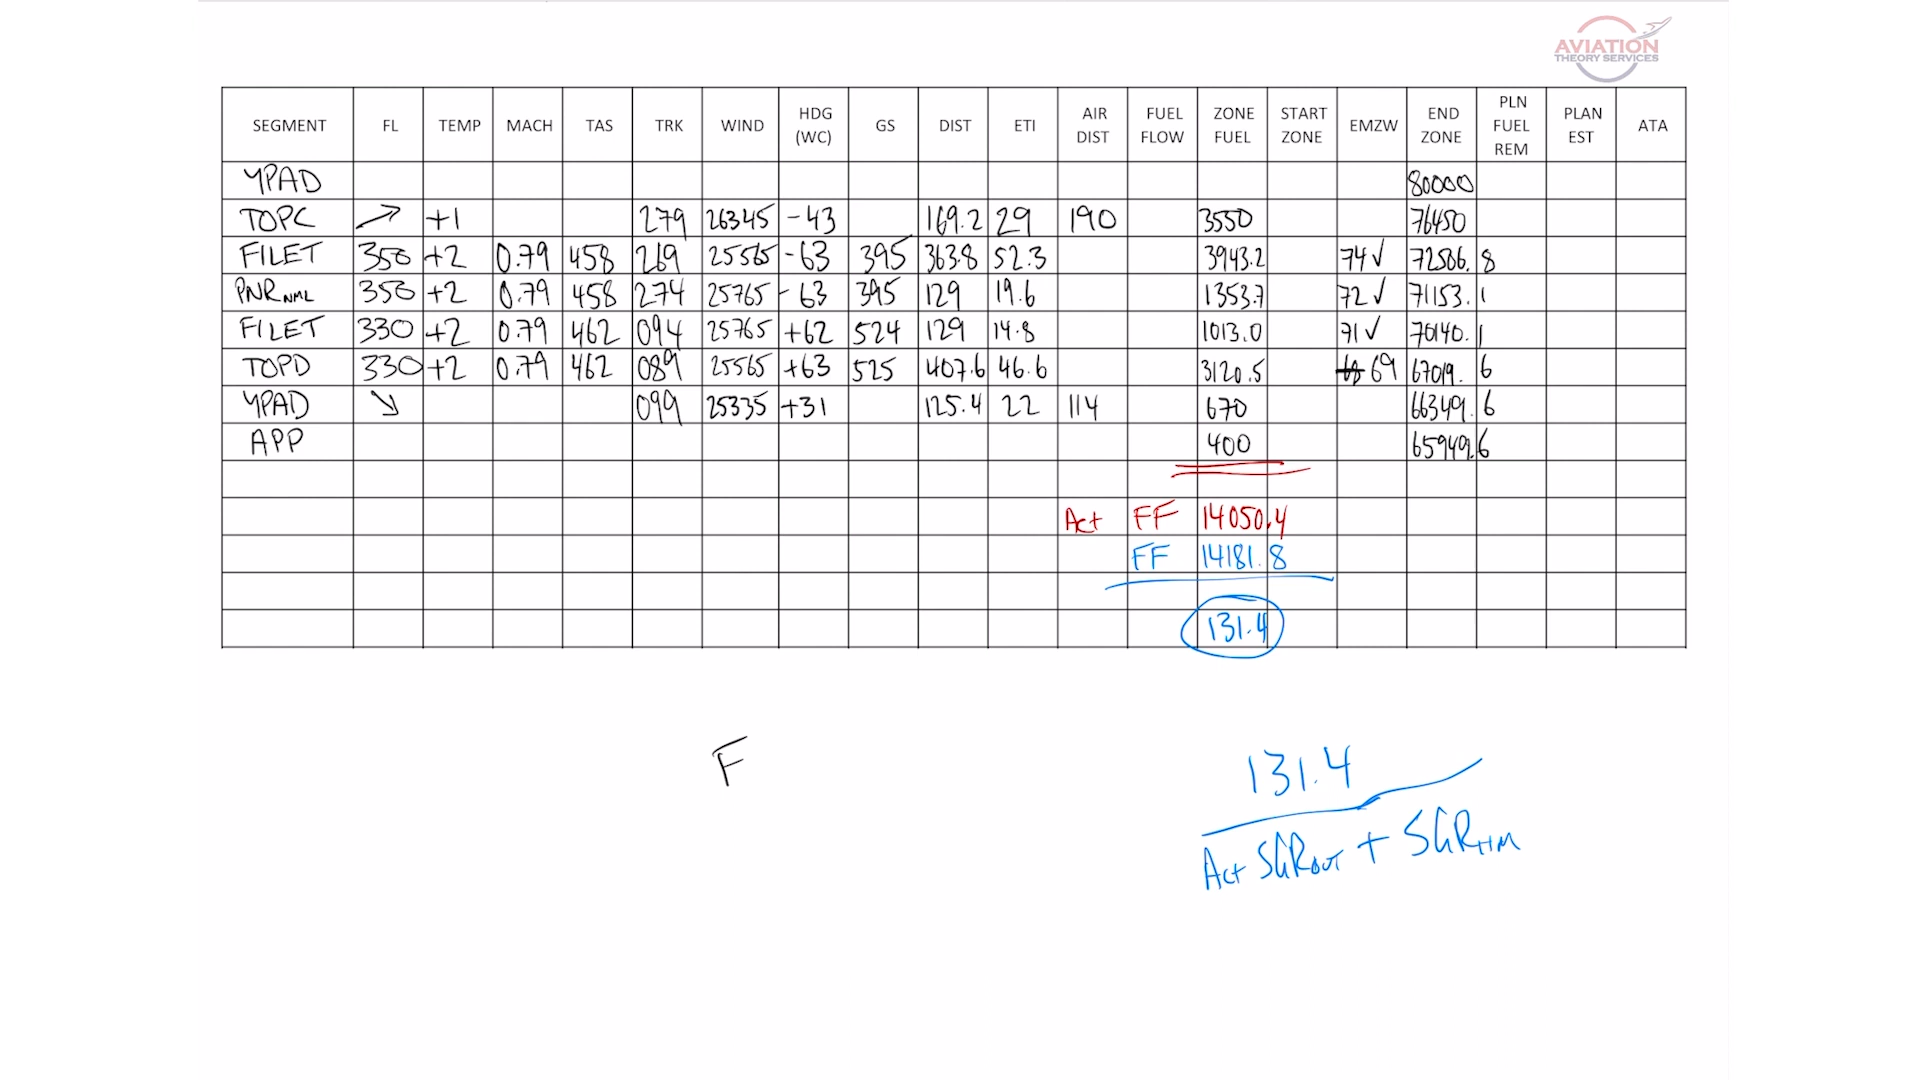 AVIATION
THEORY SERVICES
SEGMENT FL TEMP MACH TAS TRK WIND HDG (WC) GS DIST ETI AIR DIST FUEL FLOW ZONE FUEL START ZONE EMZW END ZONE PLN FUEL REM PLAN EST ATA
YPAD 80000
TOPC ↗ +1 279 26345 -43 169.2 29 190 3550 76450
FILET 350 +2 0.79 458 269 25565 -63 395 363.8 52.3 3943.2 74✓ 72506.8
PNR NML 350 +2 0.79 458 274 25765 -63 395 129 19.6 1353.7 72✓ 71153.1
FILET 330 +2 0.79 462 094 25765 +62 524 129 14.8 1013.0 71✓ 70140.1
TOPD 330 +2 0.79 462 089 25565 +63 525 407.6 46.6 3120.5 69 67019.6
YPAD ↘ 099 25335 +31 125.4 22 114 670 66349.6
APP 400 65949.6
Act FF 14050.4
FF 14181.8
131.4
F
131.4
Act SGR OUT + SGR HM